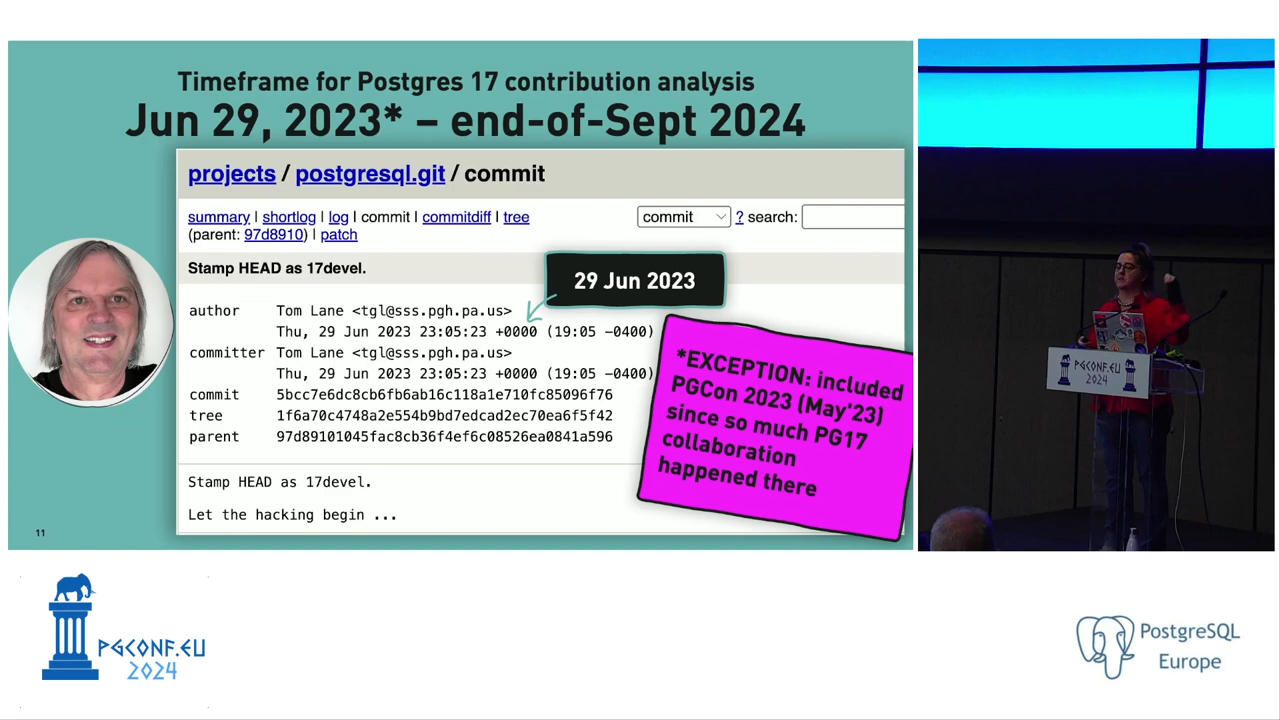 Timeframe for Postgres 17 contribution analysis
Jun 29, 2023* – end-of-Sept 2024
projects / postgresql.git / commit
summary | shortlog | log | commit | commitdiff | tree
commit ? search:
(parent: 97d8910) | patch
Stamp HEAD as 17devel.
29 Jun 2023
author Tom Lane <tgl@sss.pgh.pa.us>
Thu, 29 Jun 2023 23:05:23 +0000 (19:05 -0400)
committer Tom Lane <tgl@sss.pgh.pa.us>
Thu, 29 Jun 2023 23:05:23 +0000 (19:05 -0400)
commit 5bcc7e6dc8cb6fb6ab16c118a1e710fc85096f76
tree 1f6a70c4748a2e554b9bd7edcad2ec70ea6f5f42
parent 97d89101045fac8cb36f4ef6c08526ea0841a596
*EXCEPTION: included
PGCon 2023 (May'23)
since so much PG17
collaboration
happened there
Stamp HEAD as 17devel.
Let the hacking begin ...
11
PGCONF.EU
2024
PGCONF.EU
2024
PostgreSQL
Europe